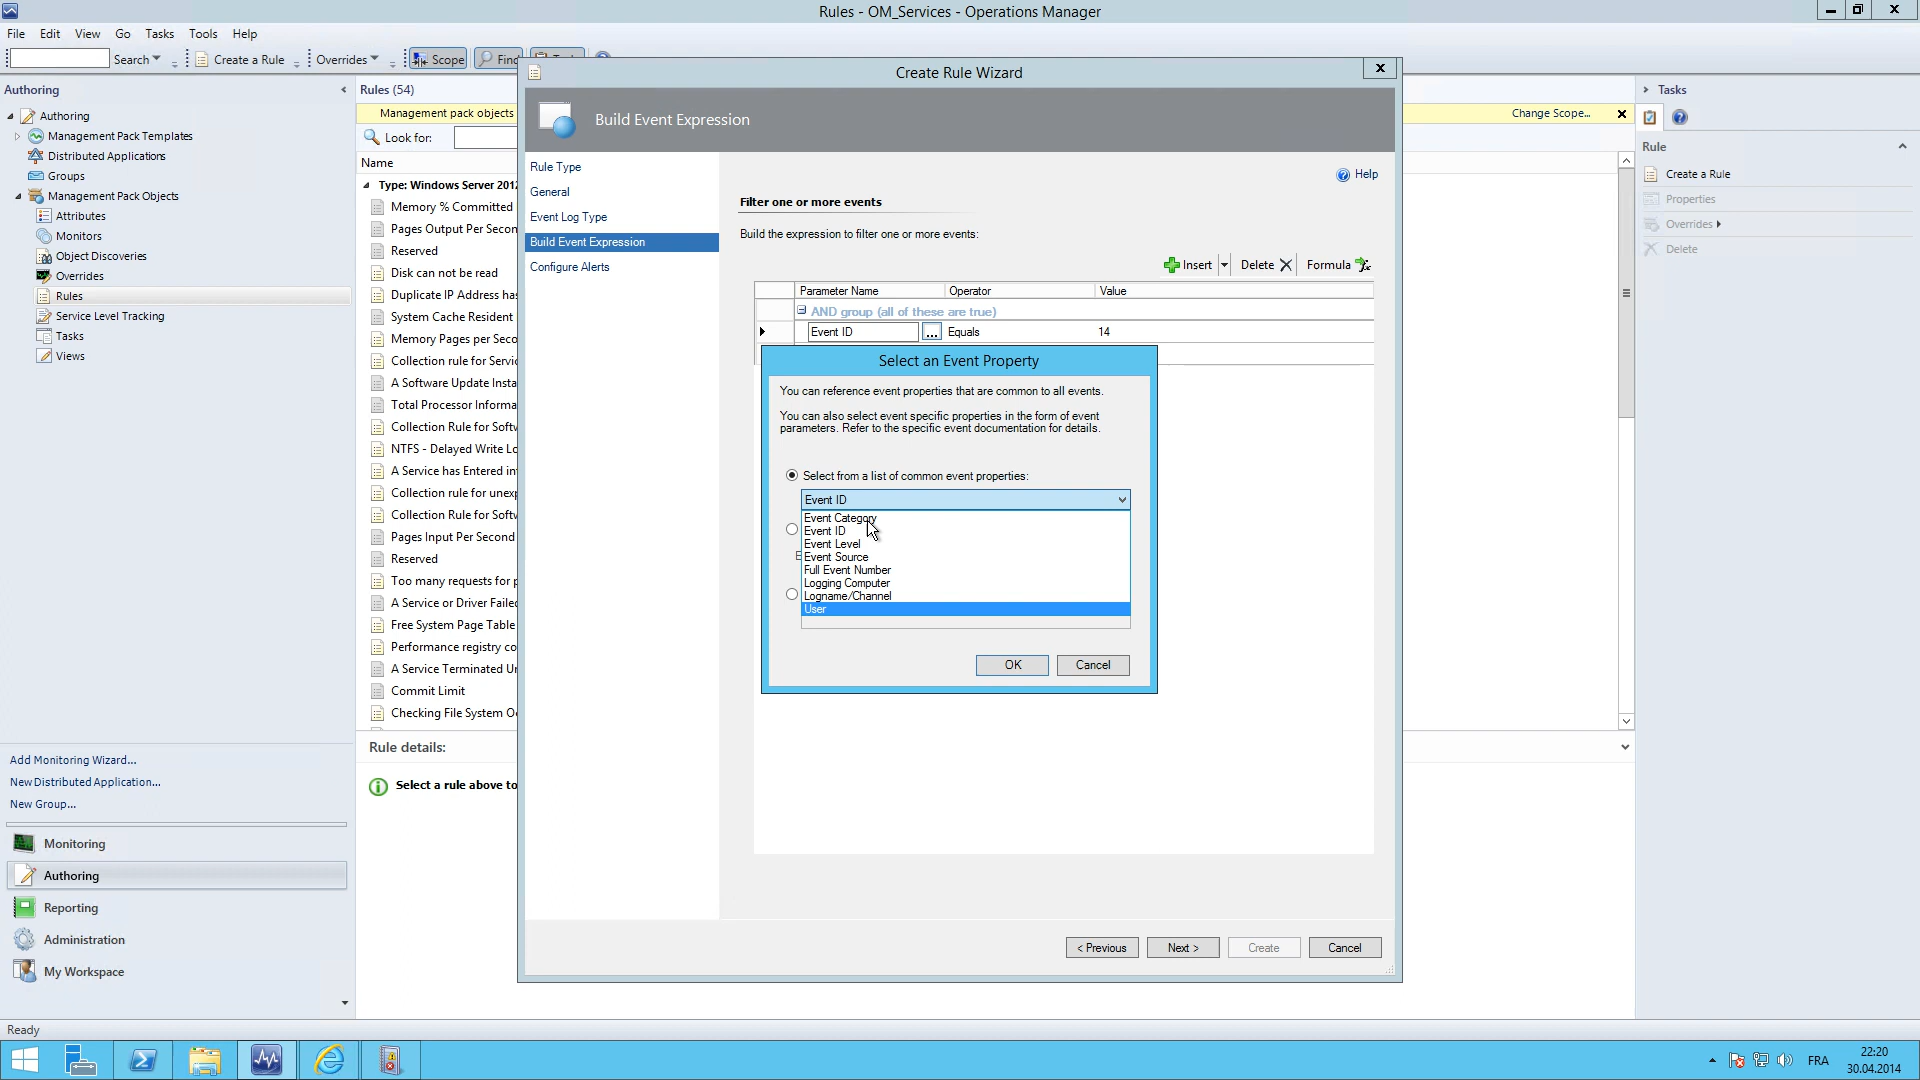 Rules - OM_Services - Operations Manager
File Edit View Go Tasks Tools Help
Search Create a Rule Overrides Scope Find
Authoring
Authoring
Management Pack Templates
Distributed Applications
Groups
Management Pack Objects
Attributes
Monitors
Object Discoveries
Overrides
Rules
Service Level Tracking
Tasks
Views
Add Monitoring Wizard...
New Distributed Application...
New Group...
Monitoring
Authoring
Reporting
Administration
My Workspace
Rules (54)
Management pack objects
Change Scope...
Look for:
Name
Type: Windows Server 2012
Memory % Committed
Pages Output Per Secon
Reserved
Disk can not be read
Duplicate IP Address has
System Cache Resident
Memory Pages per Seco
Collection rule for Servic
A Software Update Insta
Total Processor Informa
Collection Rule for Softw
NTFS - Delayed Write Lo
A Service has Entered in
Collection rule for unexp
Collection Rule for Softw
Pages Input Per Second
Reserved
Too many requests for p
A Service or Driver Failed
Free System Page Table
Performance registry co
A Service Terminated Un
Commit Limit
Checking File System O
Rule details:
Select a rule above to
Create Rule Wizard
Build Event Expression
Rule Type
General
Event Log Type
Build Event Expression
Configure Alerts
Help
Filter one or more events
Build the expression to filter one or more events:
Insert Delete Formula
Parameter Name Operator Value
AND group (all of these are true)
Event ID ... Equals 14
Select an Event Property
You can reference event properties that are common to all events.
You can also select event specific properties in the form of event
parameters. Refer to the specific event documentation for details.
Select from a list of common event properties:
Event ID
Event Category
Event ID
Event Level
Event Source
Full Event Number
Logging Computer
Logname/Channel
User
OK Cancel
< Previous Next > Create Cancel
Tasks
Rule
Create a Rule
Properties
Overrides
Delete
Ready
FRA
22:20
30.04.2014